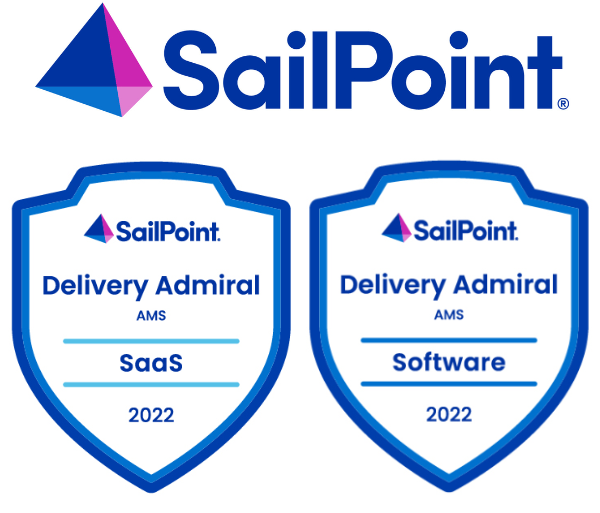 SailPoint®
SailPoint.
Delivery Admiral
AMS
SaaS
2022
SailPoint.
Delivery Admiral
AMS
Software
2022